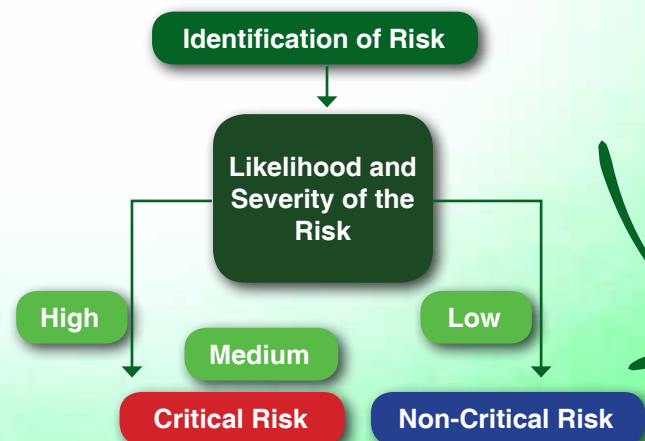 Identification of Risk
Likelihood and
Severity of the
Risk
High
Low
Medium
Critical Risk
Non-Critical Risk